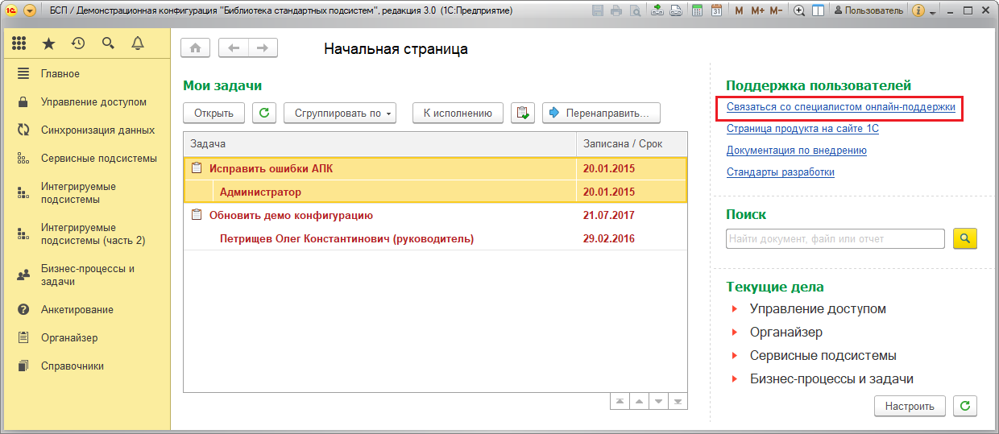 БСП / Демонстрационная конфигурация "Библиотека стандартных подсистем", редакция 3.0 (1С:Предприятие)
M M+ M- Пользователь
Главное
Управление доступом
Синхронизация данных
Сервисные подсистемы
Интегрируемые
подсистемы
Интегрируемые
подсистемы (часть 2)
Бизнес-процессы и
задачи
Анкетирование
Органайзер
Справочники
Начальная страница
Мои задачи
Открыть Сгруппировать по К исполнению Перенаправить...
Задача Записана / Срок
Исправить ошибки АПК 20.01.2015
Администратор 20.01.2015
Обновить демо конфигурацию 21.07.2017
Петрищев Олег Константинович (руководитель) 29.02.2016
Поддержка пользователей
Связаться со специалистом онлайн-поддержки
Страница продукта на сайте 1С
Документация по внедрению
Стандарты разработки
Поиск
Найти документ, файл или отчет
Текущие дела
Управление доступом
Органайзер
Сервисные подсистемы
Бизнес-процессы и задачи
Настроить